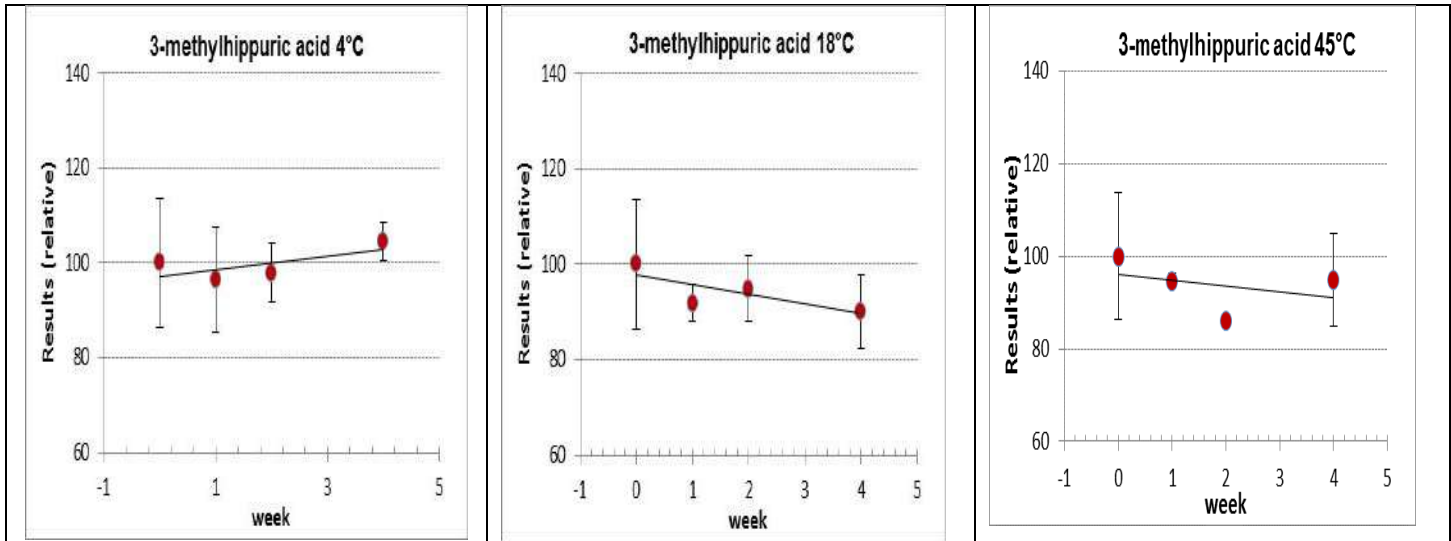 3-methylhippuric acid 4°C
140
120
100
80
60
-1 1 3 5
week
Results (relative)
3-methylhippuric acid 18°C
140
120
100
80
60
-1 0 1 2 3 4 5
week
Results (relative)
3-methylhippuric acid 45°C
140
120
100
80
60
-1 0 1 2 3 4 5
week
Results (relative)